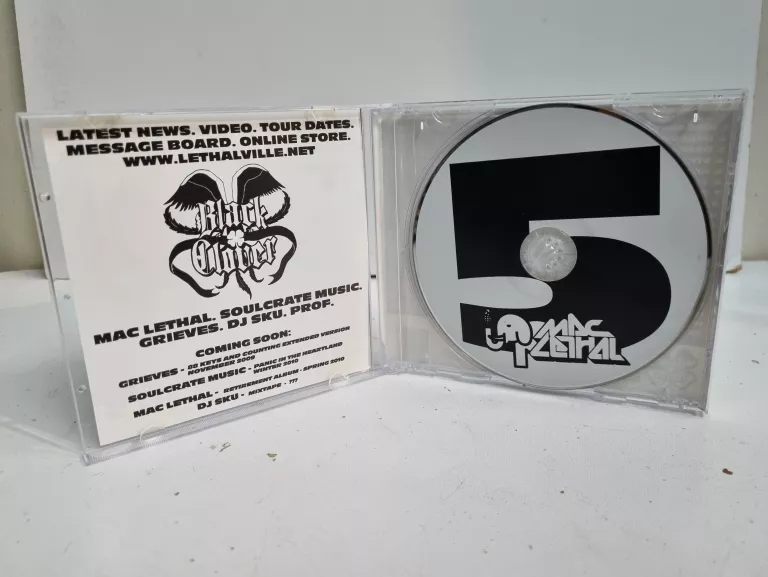 LATEST NEWS. VIDEO. TOUR DATES.
MESSAGE BOARD. ONLINE STORE.
WWW.LETHALVILLE.NET
Black
Clover
MAC LETHAL. SOULCRATE MUSIC.
GRIEVES. DJ SKU. PROF.
COMING SOON:
GRIEVES - 88 KEYS AND COUNTING EXTENDED VERSION
NOVEMBER 2009
SOULCRATE MUSIC - PANIC IN THE HEARTLAND
WINTER 2010
MAC LETHAL - RETIREMENT ALBUM - SPRING 2010
DJ SKU - MIXTAPE - ???
5
MAC
LETHAL